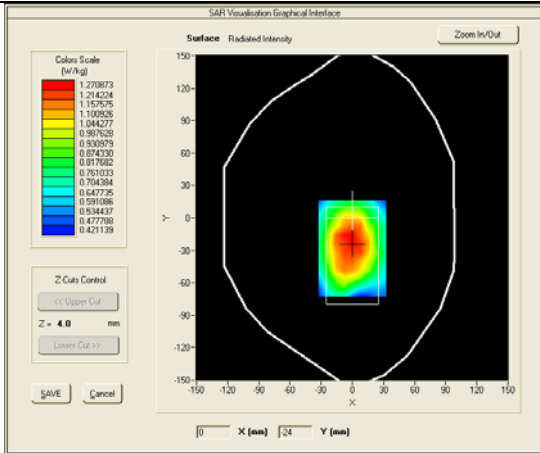 SAR Visualisation Graphical Interface
Surface Radiated Intensity
Zoom In/Out
Colors Scale
(W/kg)
1.270873
1.214224
1.157575
1.100926
1.044277
0.987628
0.930979
0.874330
0.817682
0.761033
0.704384
0.647735
0.591086
0.534437
0.477788
0.421139
Z-Cuts Control
<< Upper Cut
Z = 4.0 mm
Lower Cut >>
SAVE
Cancel
150
120
90
60
30
0
-30
-60
-90
-120
-150
Y
-150 -120 -90 -60 -30 0 30 60 90 120 150
X
0 X (mm) -24 Y (mm)